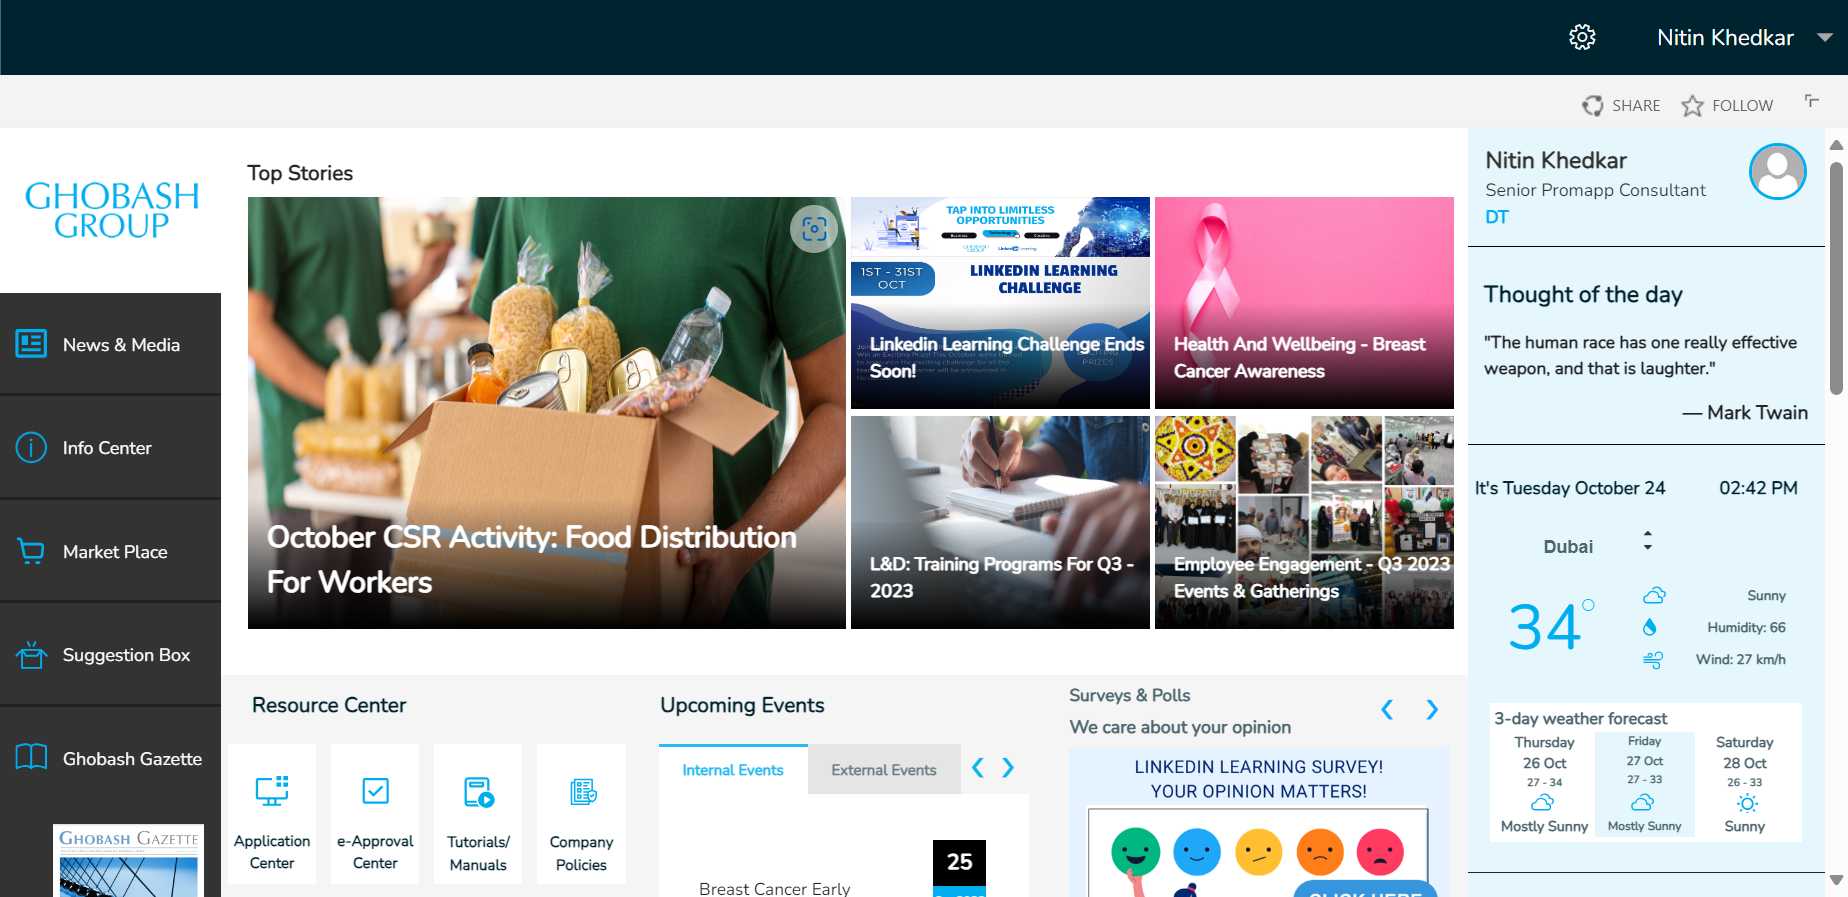 Nitin Khedkar
SHARE
FOLLOW
GHOBASH
GROUP
News & Media
Info Center
Market Place
Suggestion Box
Ghobash Gazette
GHOBASH GAZETTE
Top Stories
October CSR Activity: Food Distribution
For Workers
TAP INTO LIMITLESS
OPPORTUNITIES
1ST - 31ST
OCT
LINKEDIN LEARNING
CHALLENGE
Linkedin Learning Challenge Ends
Soon!
PRIZES
Health And Wellbeing - Breast
Cancer Awareness
L&D: Training Programs For Q3 -
2023
Employee Engagement - Q3 2023
Events & Gatherings
Resource Center
Application
Center
e-Approval
Center
Tutorials/
Manuals
Company
Policies
Upcoming Events
Internal Events
External Events
25
Breast Cancer Early
Surveys & Polls
We care about your opinion
LINKEDIN LEARNING SURVEY!
YOUR OPINION MATTERS!
CLICK HERE
Nitin Khedkar
Senior Promapp Consultant
DT
Thought of the day
"The human race has one really effective
weapon, and that is laughter."
— Mark Twain
It's Tuesday October 24
02:42 PM
Dubai
34°
Sunny
Humidity: 66
Wind: 27 km/h
3-day weather forecast
Thursday
26 Oct
27 - 34
Mostly Sunny
Friday
27 Oct
27 - 33
Mostly Sunny
Saturday
28 Oct
26 - 33
Sunny